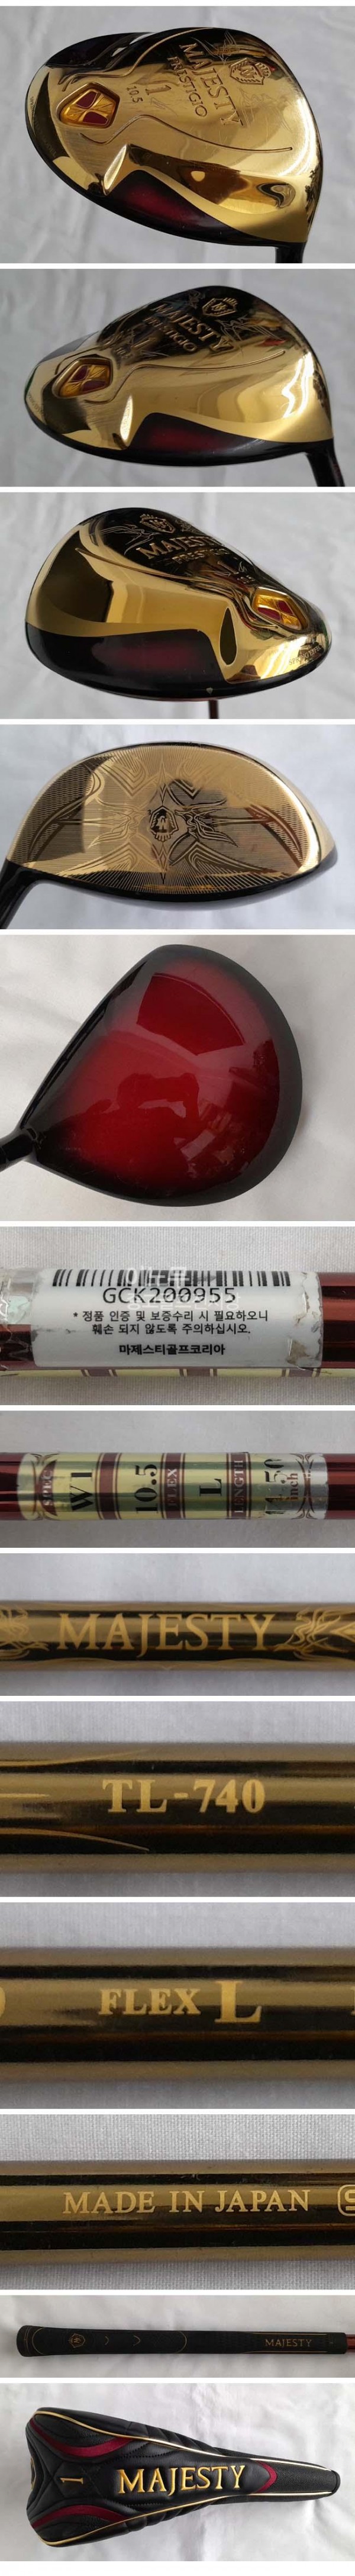 MAJESTY
PRESTIGIO
1
10.5
MAJESTY
PRESTIGIO
GCK200955
* 정품 인증 및 보증수리 시 필요하오니
훼손 되지 않도록 주의하십시오.
마제스티골프코리아
SPEC
W1
10.5
FLEX
L
LENGTH
inch
MAJESTY
TL-740
FLEX L
MADE IN JAPAN
MAJESTY
1
MAJESTY